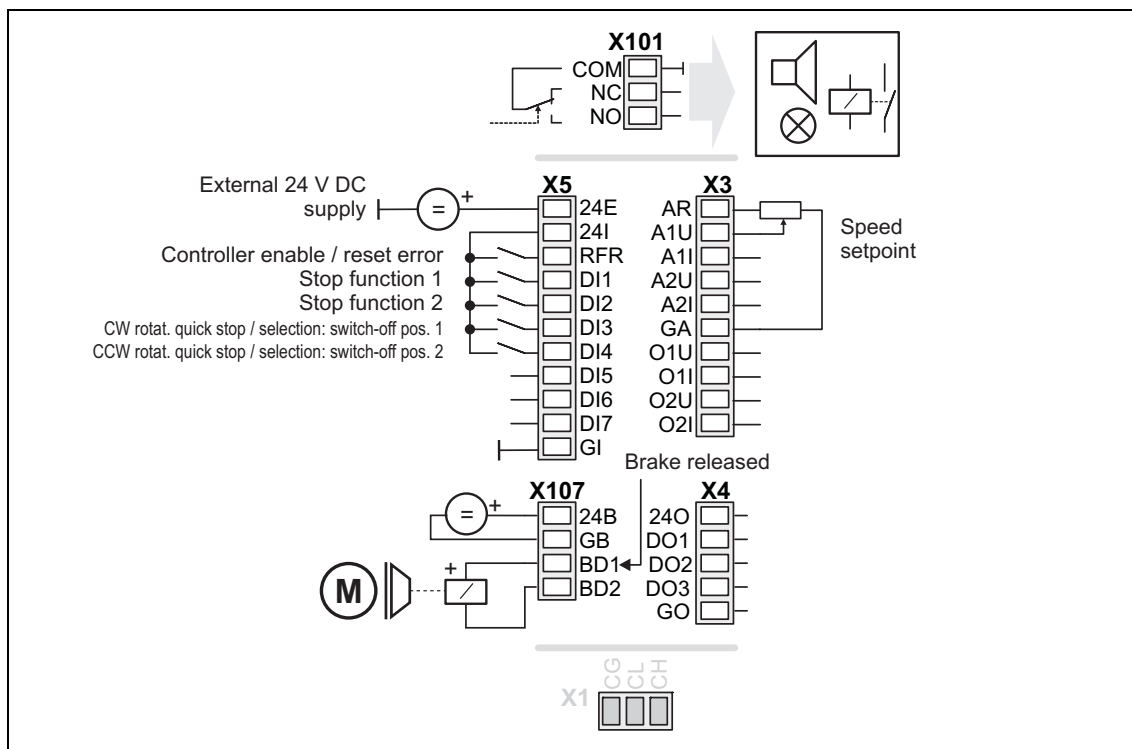 X101
COM
NC
NO
External 24 V DC
supply
=
+
Controller enable / reset error
Stop function 1
Stop function 2
CW rotat. quick stop / selection: switch-off pos. 1
CCW rotat. quick stop / selection: switch-off pos. 2
X5
24E
24I
RFR
DI1
DI2
DI3
DI4
DI5
DI6
DI7
GI
X3
AR
A1U
A1I
A2U
A2I
GA
O1U
O1I
O2U
O2I
Speed
setpoint
Brake released
X107
=
+
24B
GB
BD1
BD2
M
+
X4
24O
DO1
DO2
DO3
GO
X1
CG
CL
CH